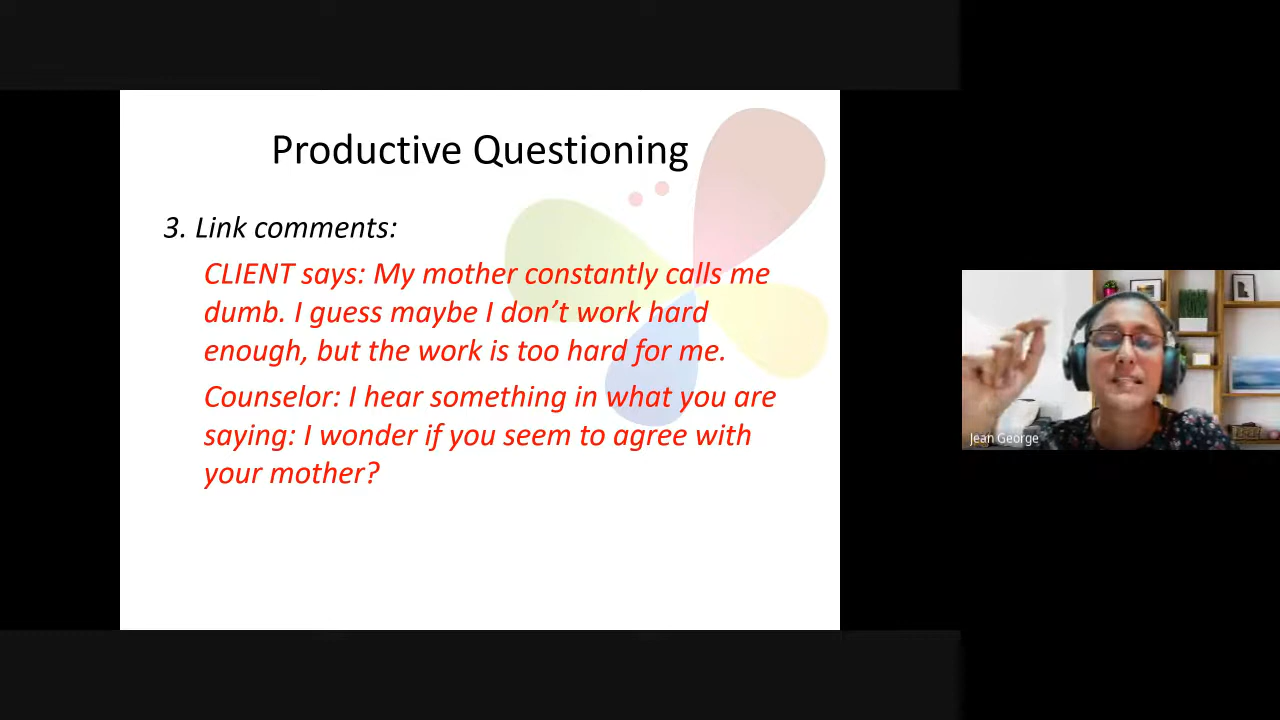 Productive Questioning
3. Link comments:
CLIENT says: My mother constantly calls me
dumb. I guess maybe I don’t work hard
enough, but the work is too hard for me.
Counselor: I hear something in what you are
saying: I wonder if you seem to agree with
your mother?
Jean George